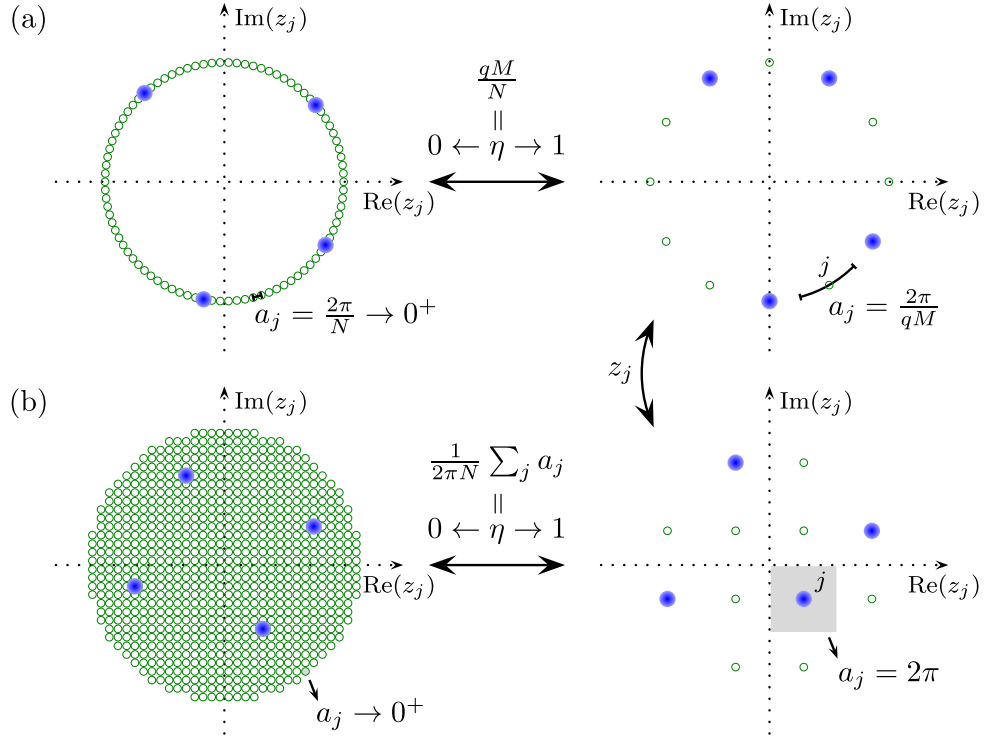 (a)
Im(z_j)
Re(z_j)
a_j = 2π/N → 0⁺
qM/N
=
0 ← η → 1
Im(z_j)
Re(z_j)
j
a_j = 2π/qM
z_j
(b)
Im(z_j)
Re(z_j)
a_j → 0⁺
1/2πN ∑_j a_j
=
0 ← η → 1
Im(z_j)
Re(z_j)
j
a_j = 2π